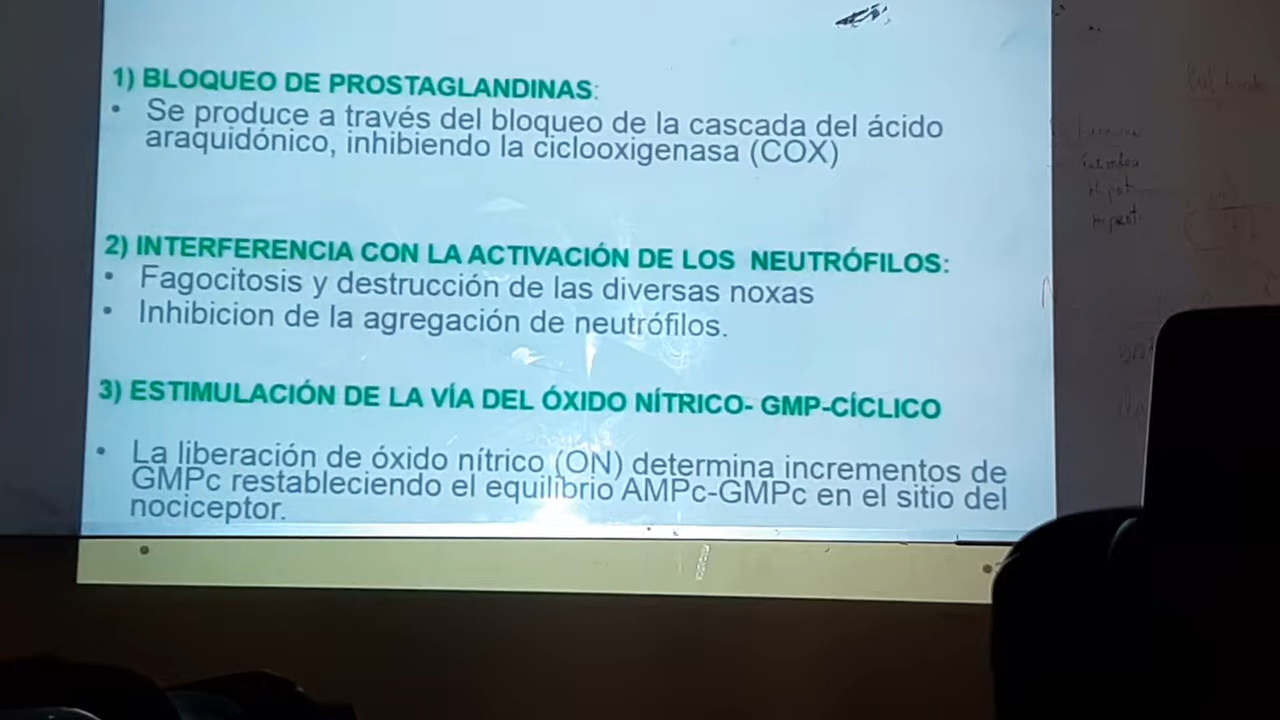 1) BLOQUEO DE PROSTAGLANDINAS:
• Se produce a través del bloqueo de la cascada del ácido
araquidónico, inhibiendo la ciclooxigenasa (COX)
2) INTERFERENCIA CON LA ACTIVACIÓN DE LOS NEUTRÓFILOS:
• Fagocitosis y destrucción de las diversas noxas
• Inhibicion de la agregación de neutrófilos.
3) ESTIMULACIÓN DE LA VÍA DEL ÓXIDO NÍTRICO- GMP-CÍCLICO
• La liberación de óxido nítrico (ON) determina incrementos de
GMPc restableciendo el equilibrio AMPc-GMPc en el sitio del
nociceptor.